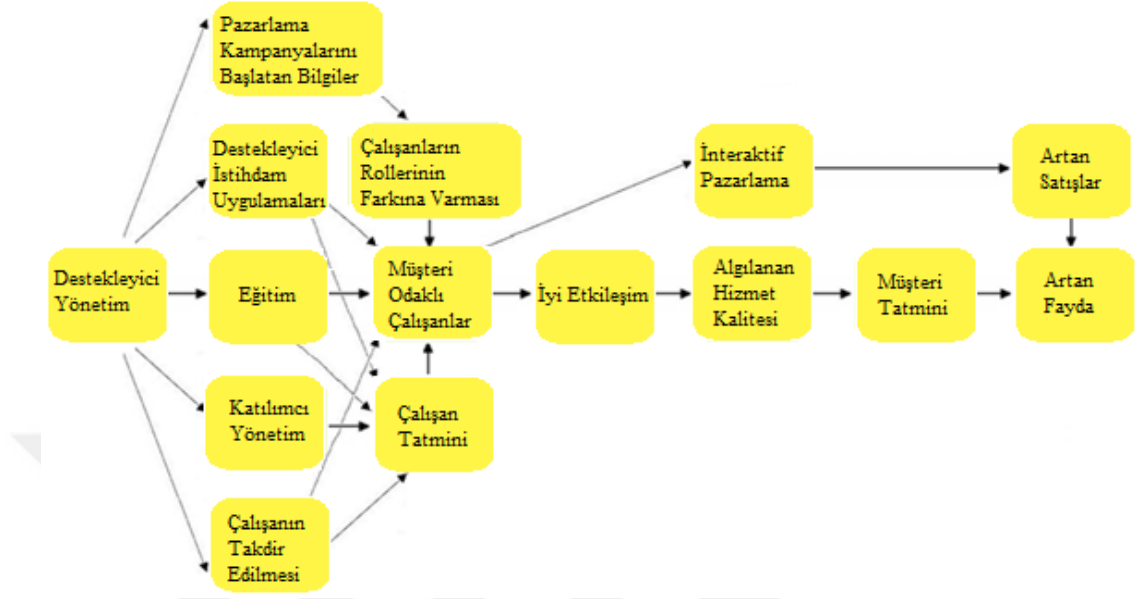 Pazarlama
Kampanyalarını
Başlatan Bilgiler
Destekleyici
İstihdam
Uygulamaları
Çalışanların
Rollerinin
Farkına Varması
İnteraktif
Pazarlama
Artan
Satışlar
Destekleyici
Yönetim
Eğitim
Müşteri
Odaklı
Çalışanlar
İyi Etkileşim
Algılanan
Hizmet
Kalitesi
Müşteri
Tatmini
Artan
Fayda
Katılımcı
Yönetim
Çalışan
Tatmini
Çalışanın
Takdir
Edilmesi